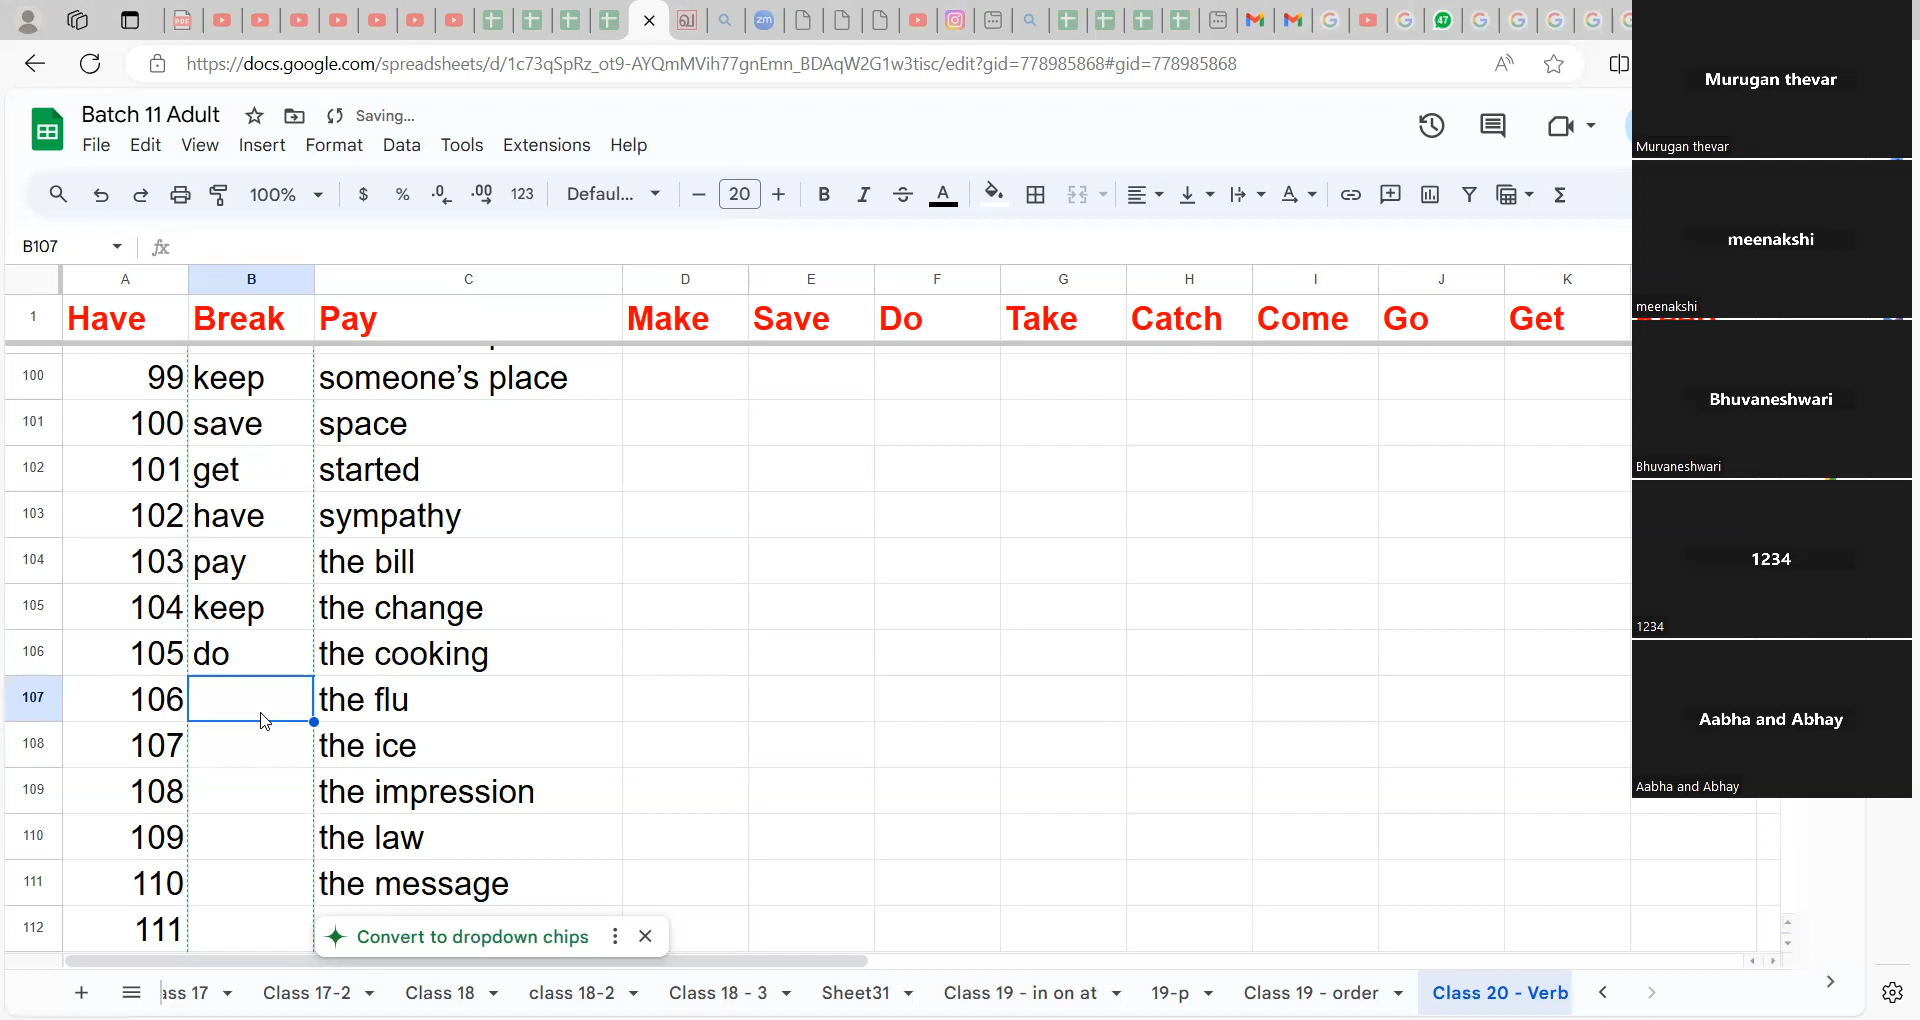 https://docs.google.com/spreadsheets/d/1c73qSpRz_ot9-AYQmMVih77gnEmn_BDAqW2G1w3tisc/edit?gid=778985868#gid=778985868
Batch 11 Adult
Saving...
File Edit View Insert Format Data Tools Extensions Help
100% $ % .0 .00 123 Defaul... 20 B I A Σ
B107 fx
A B C D E F G H I J K
1 Have Break Pay Make Save Do Take Catch Come Go Get
100 99 keep someone’s place
101 100 save space
102 101 get started
103 102 have sympathy
104 103 pay the bill
105 104 keep the change
106 105 do the cooking
107 106 the flu
108 107 the ice
109 108 the impression
110 109 the law
111 110 the message
112 111
Convert to dropdown chips
ass 17 Class 17-2 Class 18 class 18-2 Class 18 - 3 Sheet31 Class 19 - in on at 19-p Class 19 - order Class 20 - Verb
Murugan thevar
Murugan thevar
meenakshi
meenakshi
Bhuvaneshwari
Bhuvaneshwari
1234
1234
Aabha and Abhay
Aabha and Abhay